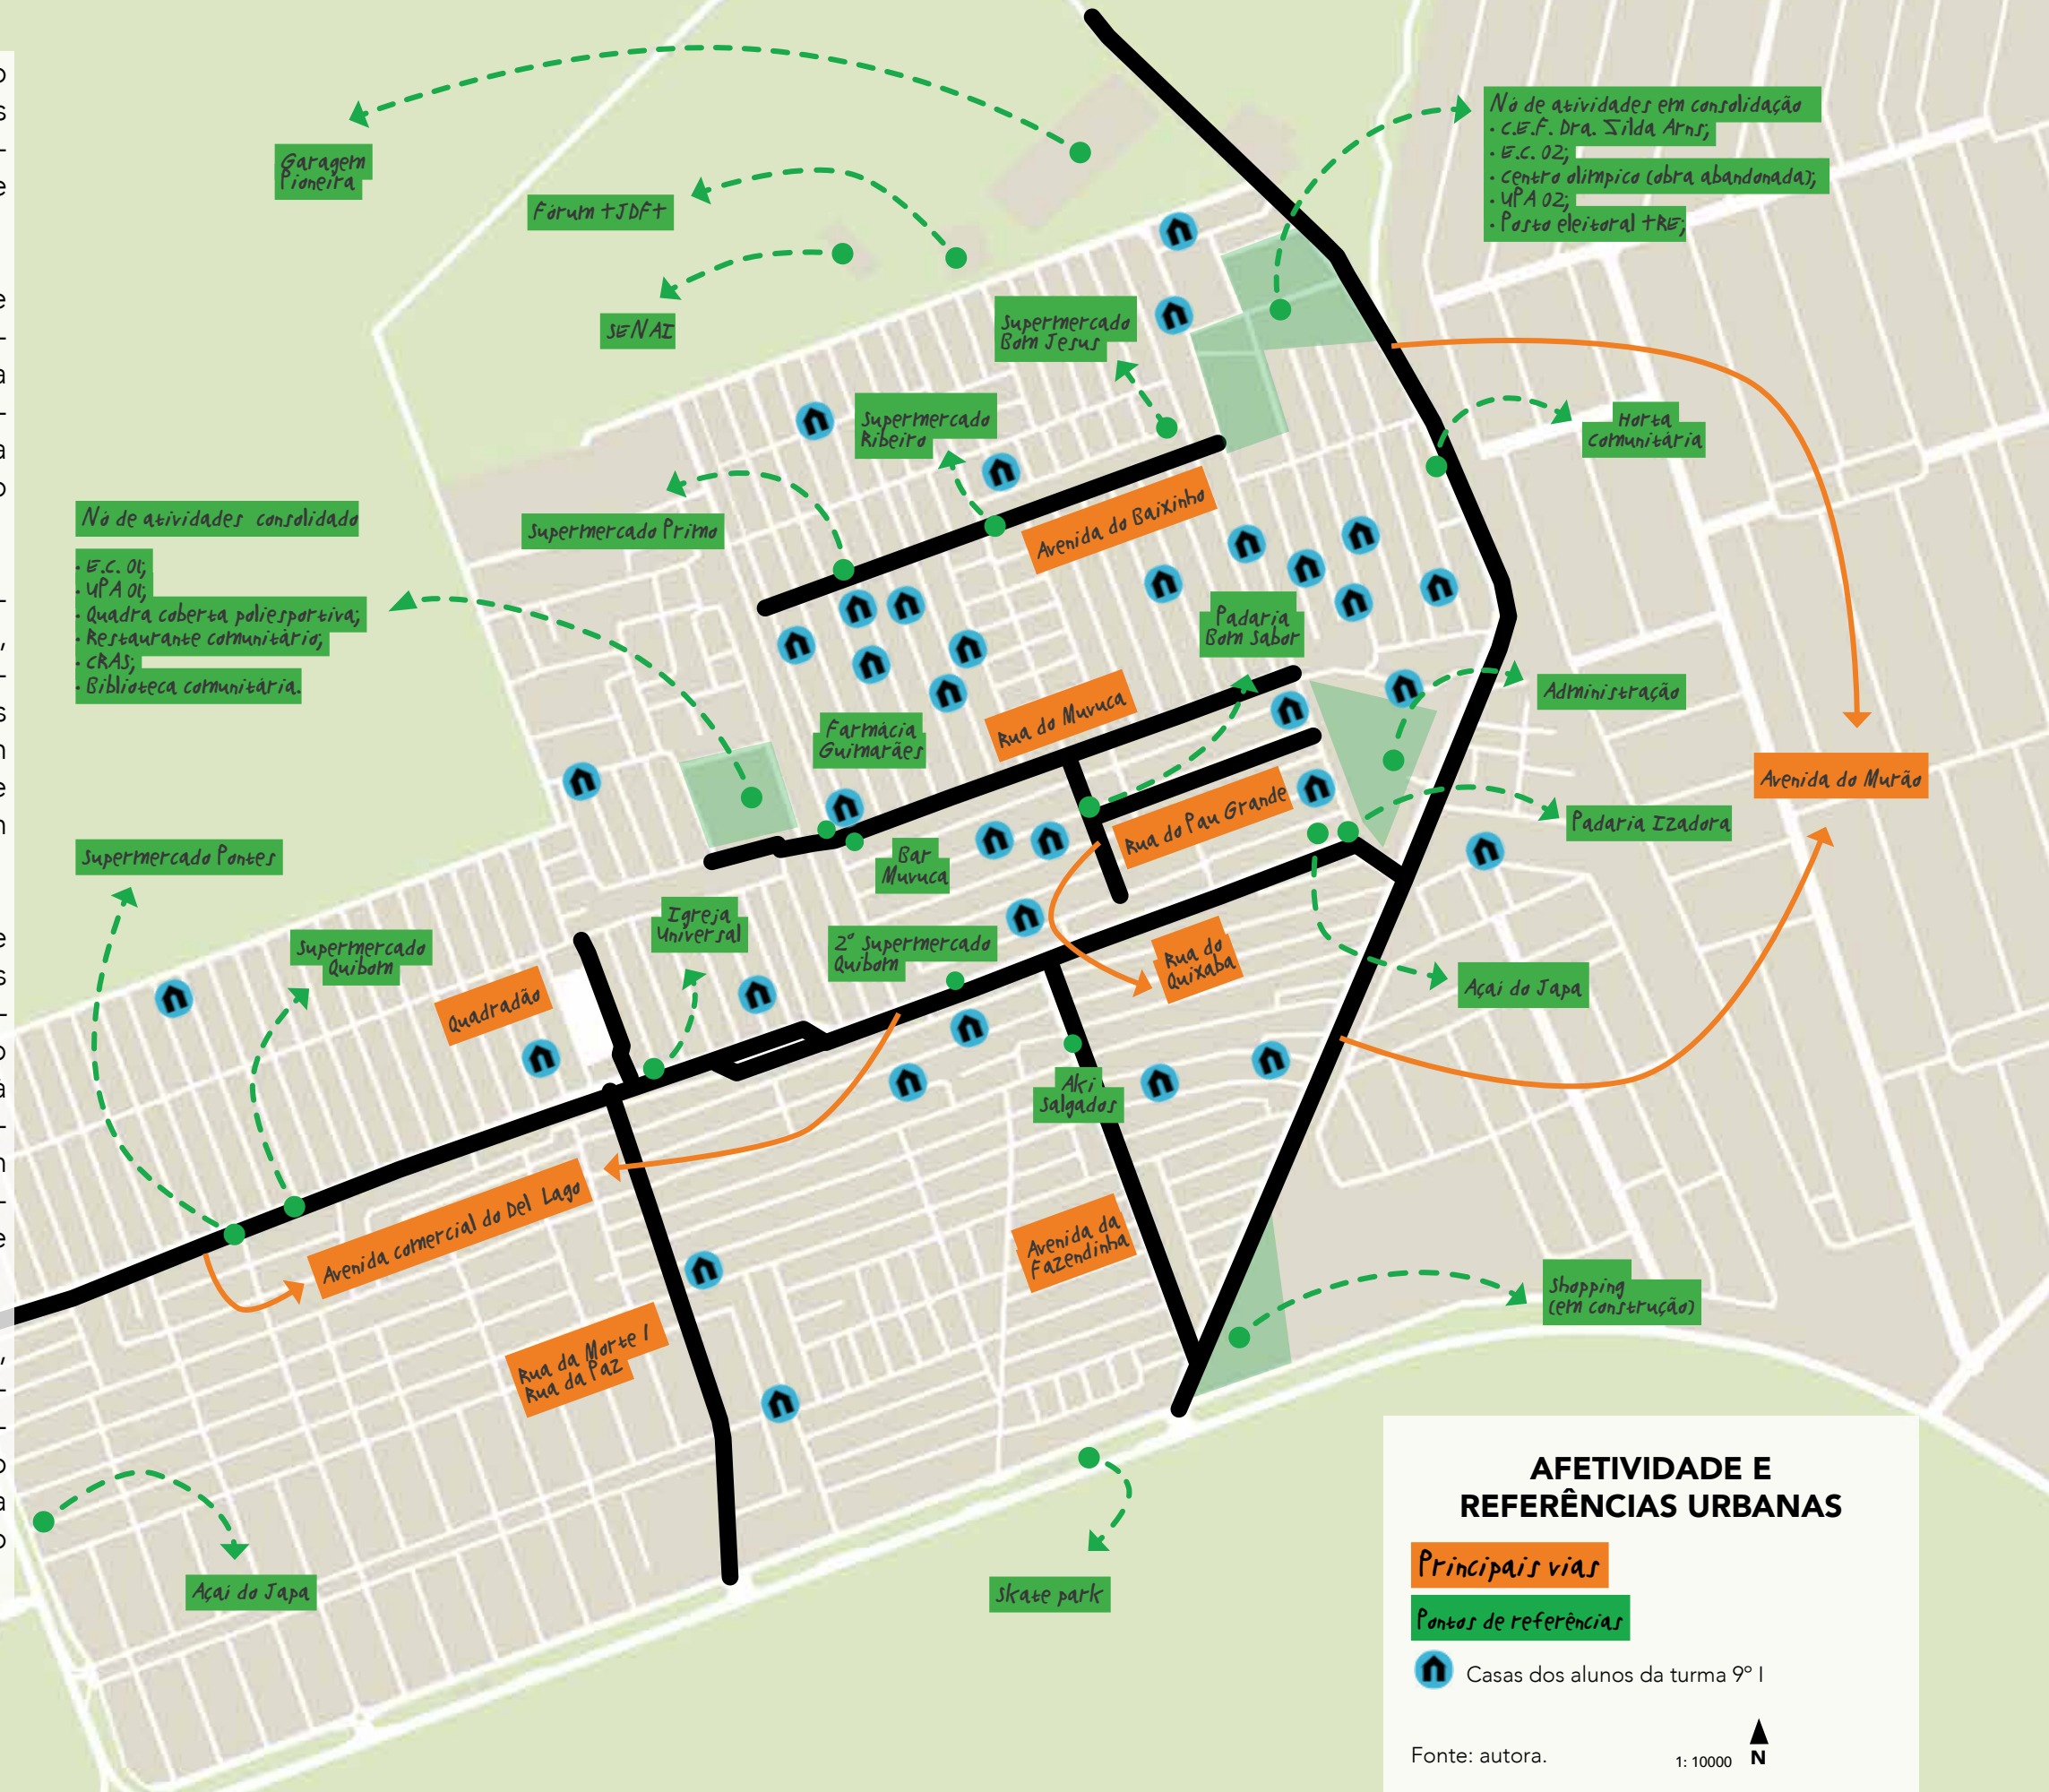 Garagem
Pioneira
Fórum TJDFT
SENAI
Nó de atividades em consolidação
· C.E.F. Dra. Zilda Arns;
· E.C. 02;
· Centro olímpico (obra abandonada);
· UPA 02;
· Posto eleitoral TRE;
Supermercado
Bom Jesus
Supermercado
Ribeiro
Horta
Comunitária
Supermercado Primo
Avenida do Baixinho
Nó de atividades consolidado
· E.C. 01;
· UPA 01;
· Quadra coberta poliesportiva;
· Restaurante comunitário;
· CRAS;
· Biblioteca comunitária.
Padaria
Bom Sabor
Administração
Rua do Muvuca
Farmácia
Guimarães
Avenida do Murão
Rua do Pau Grande
Padaria Izadora
Supermercado Pontes
Bar
Muvuca
Igreja
Universal
2º Supermercado
Quibom
Supermercado
Quibom
Quadradão
Rua do
Quixaba
Açaí do Japa
Aki
Salgados
Avenida comercial do Del Lago
Avenida da
Fazendinha
Shopping
(em construção)
Rua da Morte 1
Rua da Paz
Açaí do Japa
Skate park
AFETIVIDADE E
REFERÊNCIAS URBANAS
Principais vias
Pontos de referências
Casas dos alunos da turma 9º I
Fonte: autora.
1: 10000
N